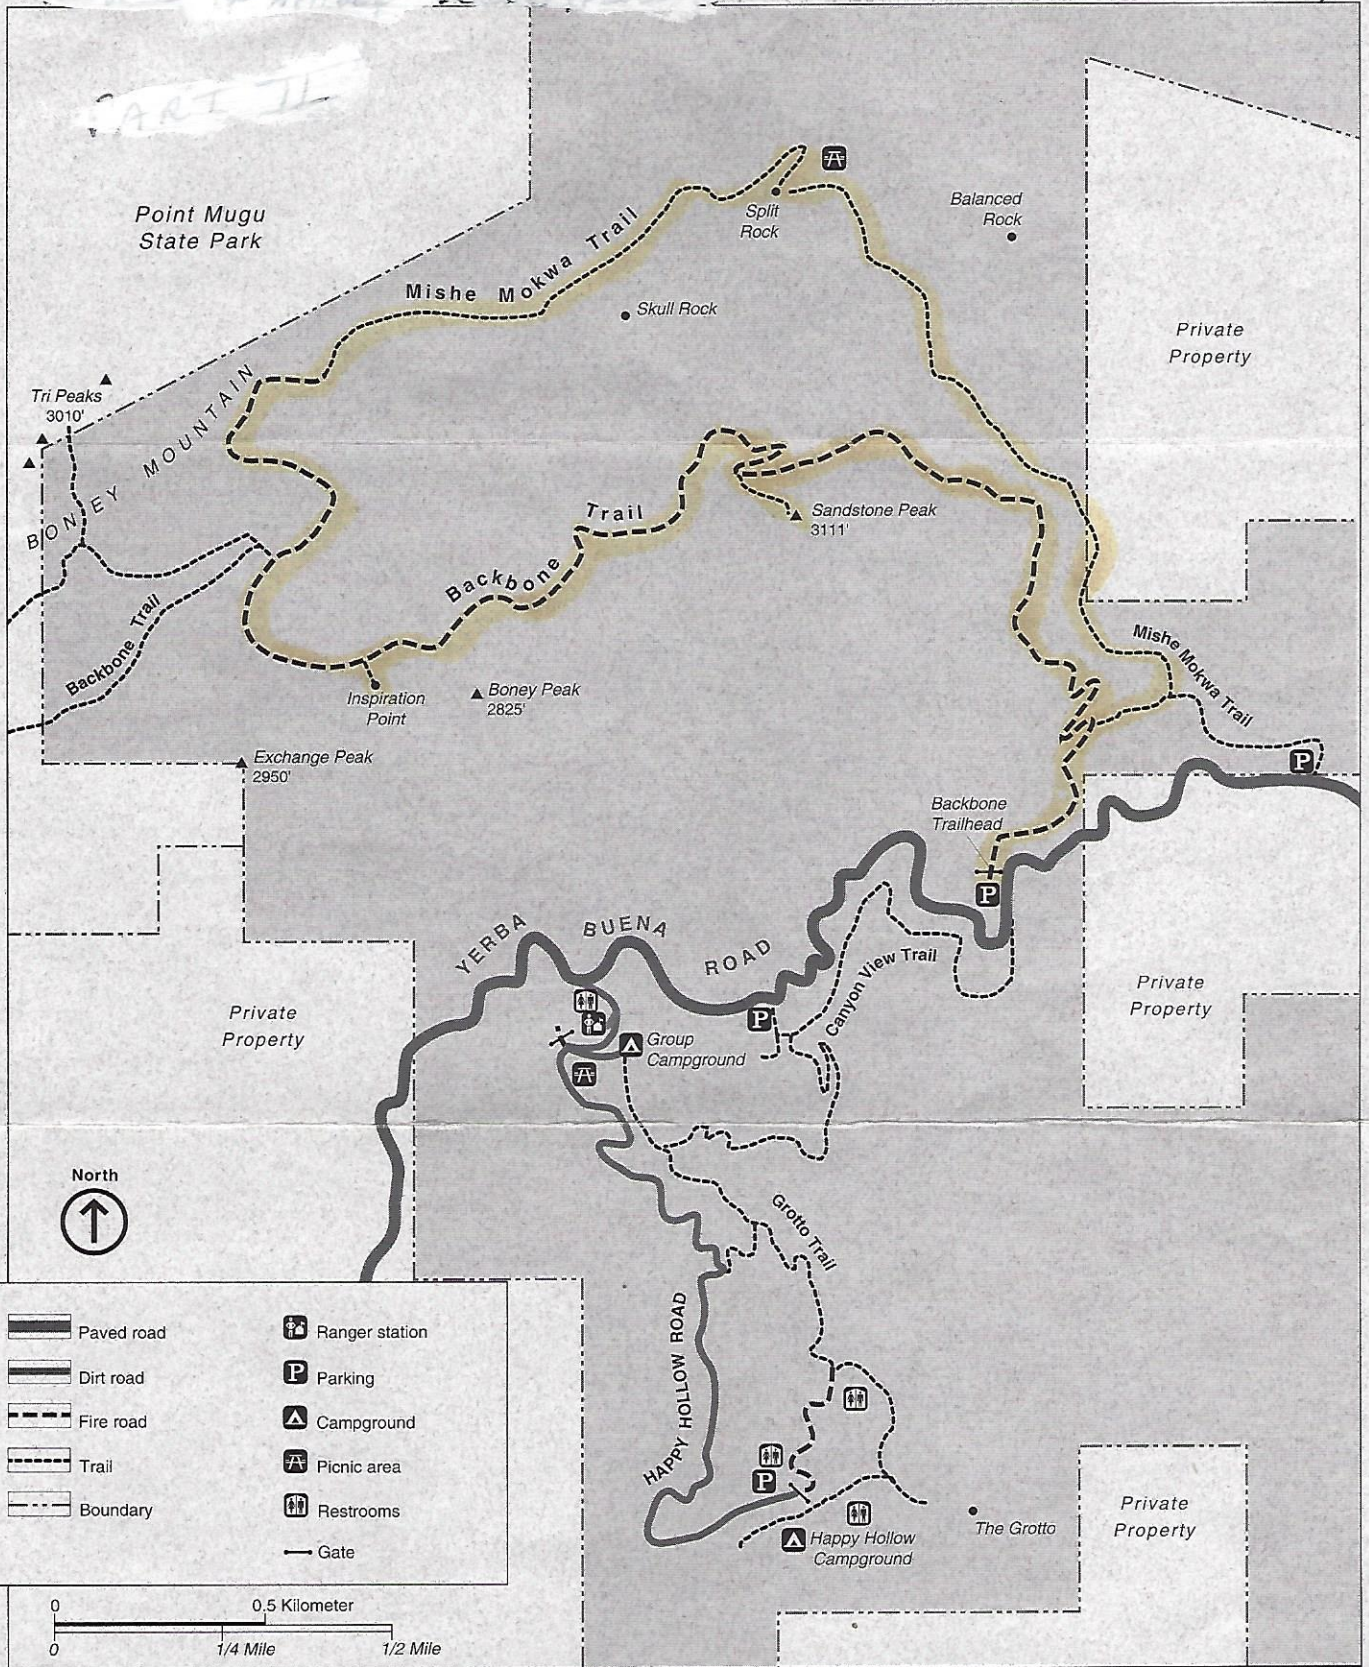 PART II
Point Mugu
State Park
Split
Rock
Balanced
Rock
Mishe Mokwa Trail
Skull Rock
Private
Property
Tri Peaks
3010'
BONEY MOUNTAIN
Sandstone Peak
3111'
Backbone Trail
Backbone Trail
Mishe Mokwa Trail
Inspiration
Point
Boney Peak
2825'
Exchange Peak
2950'
P
Backbone
Trailhead
P
YERBA BUENA ROAD
Canyon View Trail
Private
Property
Private
Property
P
Group
Campground
North
Grotto Trail
HAPPY HOLLOW ROAD
Paved road
Dirt road
Fire road
Trail
Boundary
Ranger station
P Parking
Campground
Picnic area
Restrooms
Gate
P
Happy Hollow
Campground
The Grotto
Private
Property
0 0.5 Kilometer
0 1/4 Mile 1/2 Mile